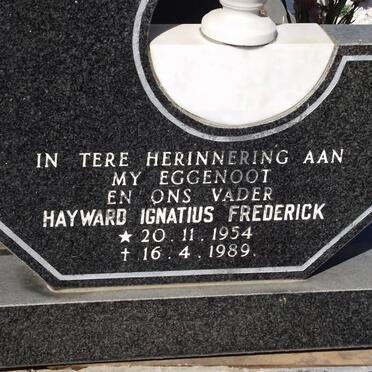 IN TERE HERINNERING AAN
MY EGGENOOT
EN ONS VADER
HAYWARD IGNATIUS FREDERICK
★ 20.11.1954
† 16.4.1989.